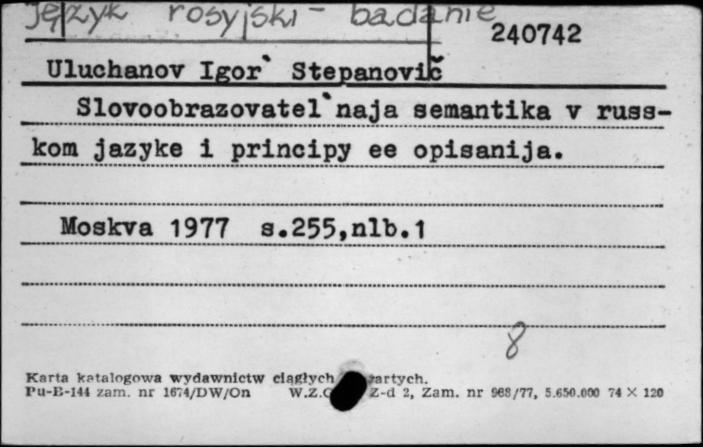 język rosyjski - badanie
240742
Uluchanov Igor` Stepanovič
Slovoobrazovatel`naja semantika v russ-
kom jazyke i principy ee opisanija.
Moskva 1977 s.255,nlb.1
8
Karta katalogowa wydawnictw ciągłych
Pu-E-144 zam. nr 1674/DW/On W.Z. Z-d 2, Zam. nr 968/77, 5.650.000 74 × 120